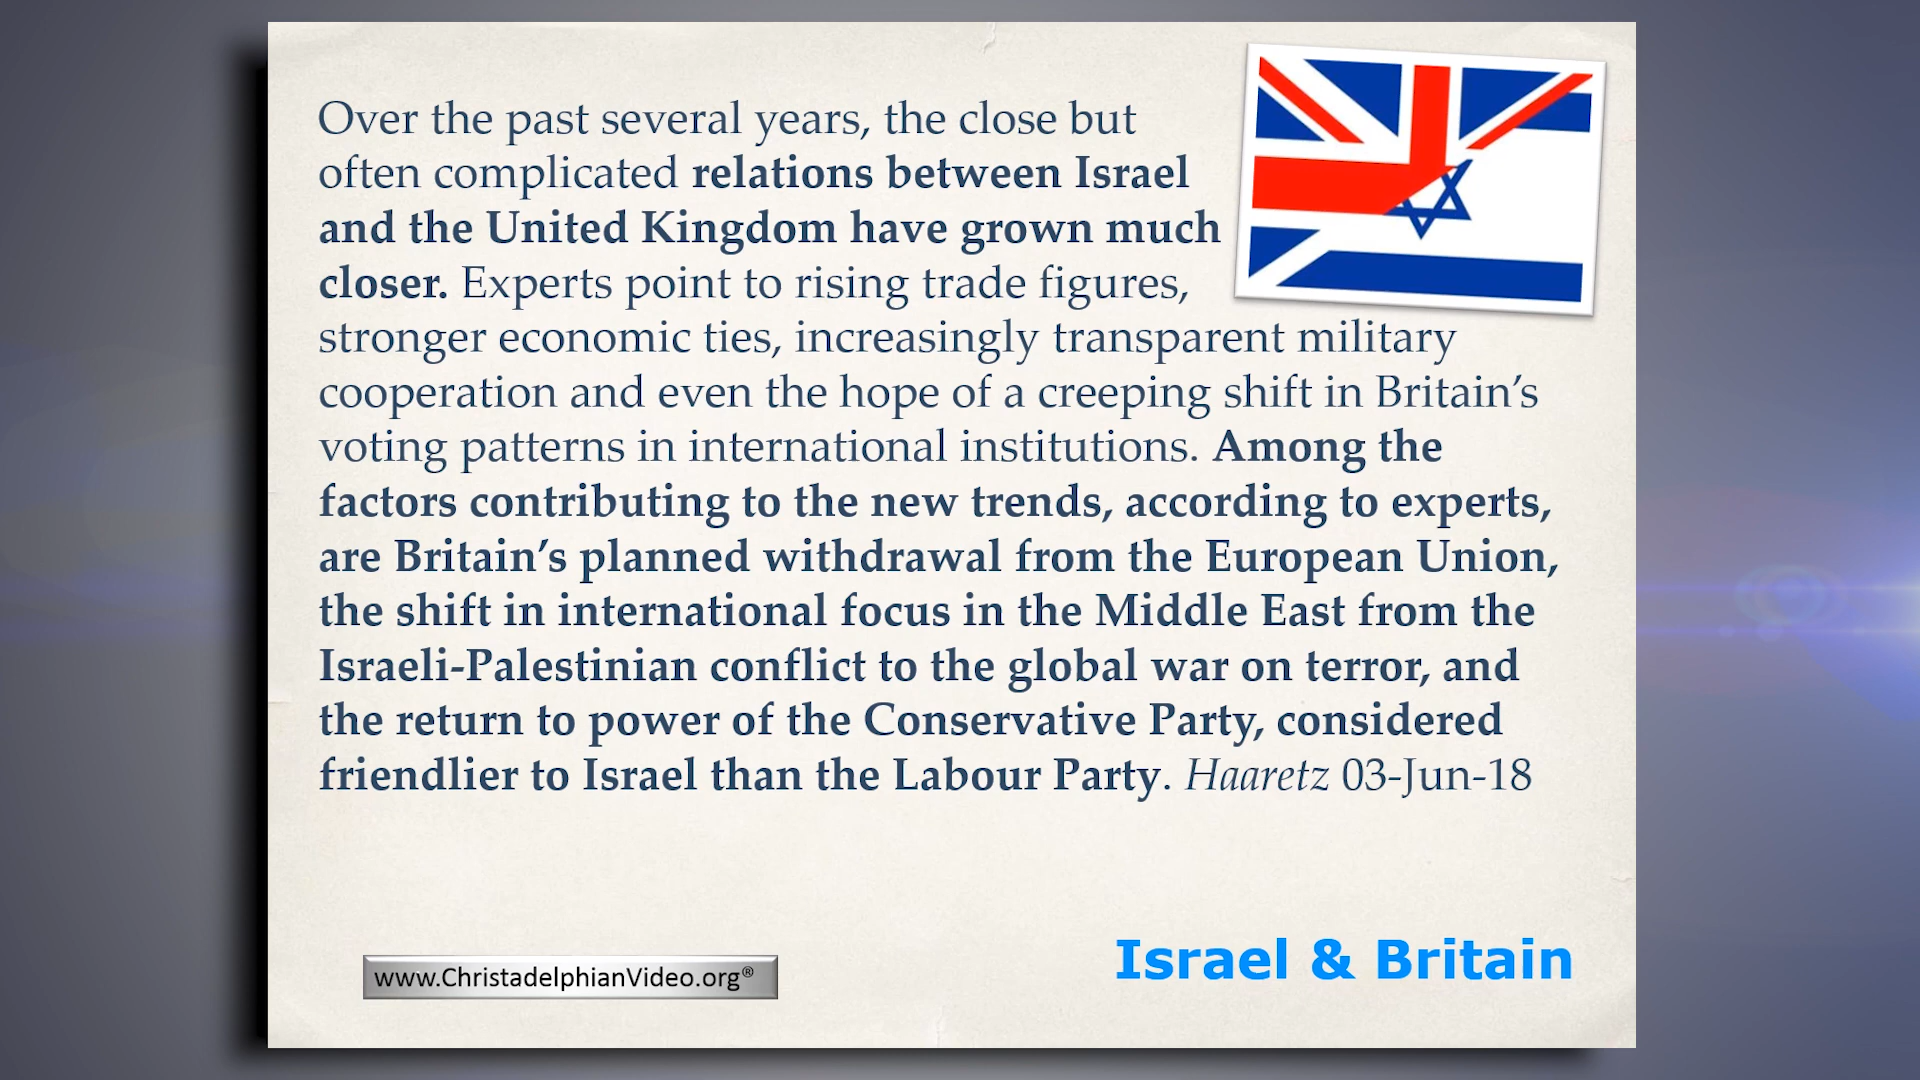 Over the past several years, the close but
often complicated relations between Israel
and the United Kingdom have grown much
closer. Experts point to rising trade figures,
stronger economic ties, increasingly transparent military
cooperation and even the hope of a creeping shift in Britain’s
voting patterns in international institutions. Among the
factors contributing to the new trends, according to experts,
are Britain’s planned withdrawal from the European Union,
the shift in international focus in the Middle East from the
Israeli-Palestinian conflict to the global war on terror, and
the return to power of the Conservative Party, considered
friendlier to Israel than the Labour Party. Haaretz 03-Jun-18
www.ChristadelphianVideo.org®
Israel & Britain